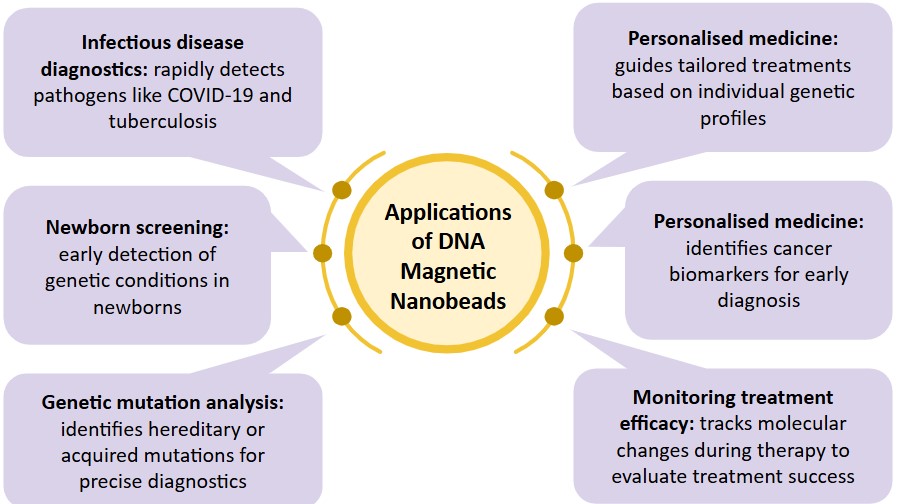 Infectious disease
diagnostics: rapidly detects
pathogens like COVID-19 and
tuberculosis
Newborn screening:
early detection of
genetic conditions in
newborns
Genetic mutation analysis:
identifies hereditary or
acquired mutations for
precise diagnostics
Applications
of DNA
Magnetic
Nanobeads
Personalised medicine:
guides tailored treatments
based on individual genetic
profiles
Personalised medicine:
identifies cancer
biomarkers for early
diagnosis
Monitoring treatment
efficacy: tracks molecular
changes during therapy to
evaluate treatment success